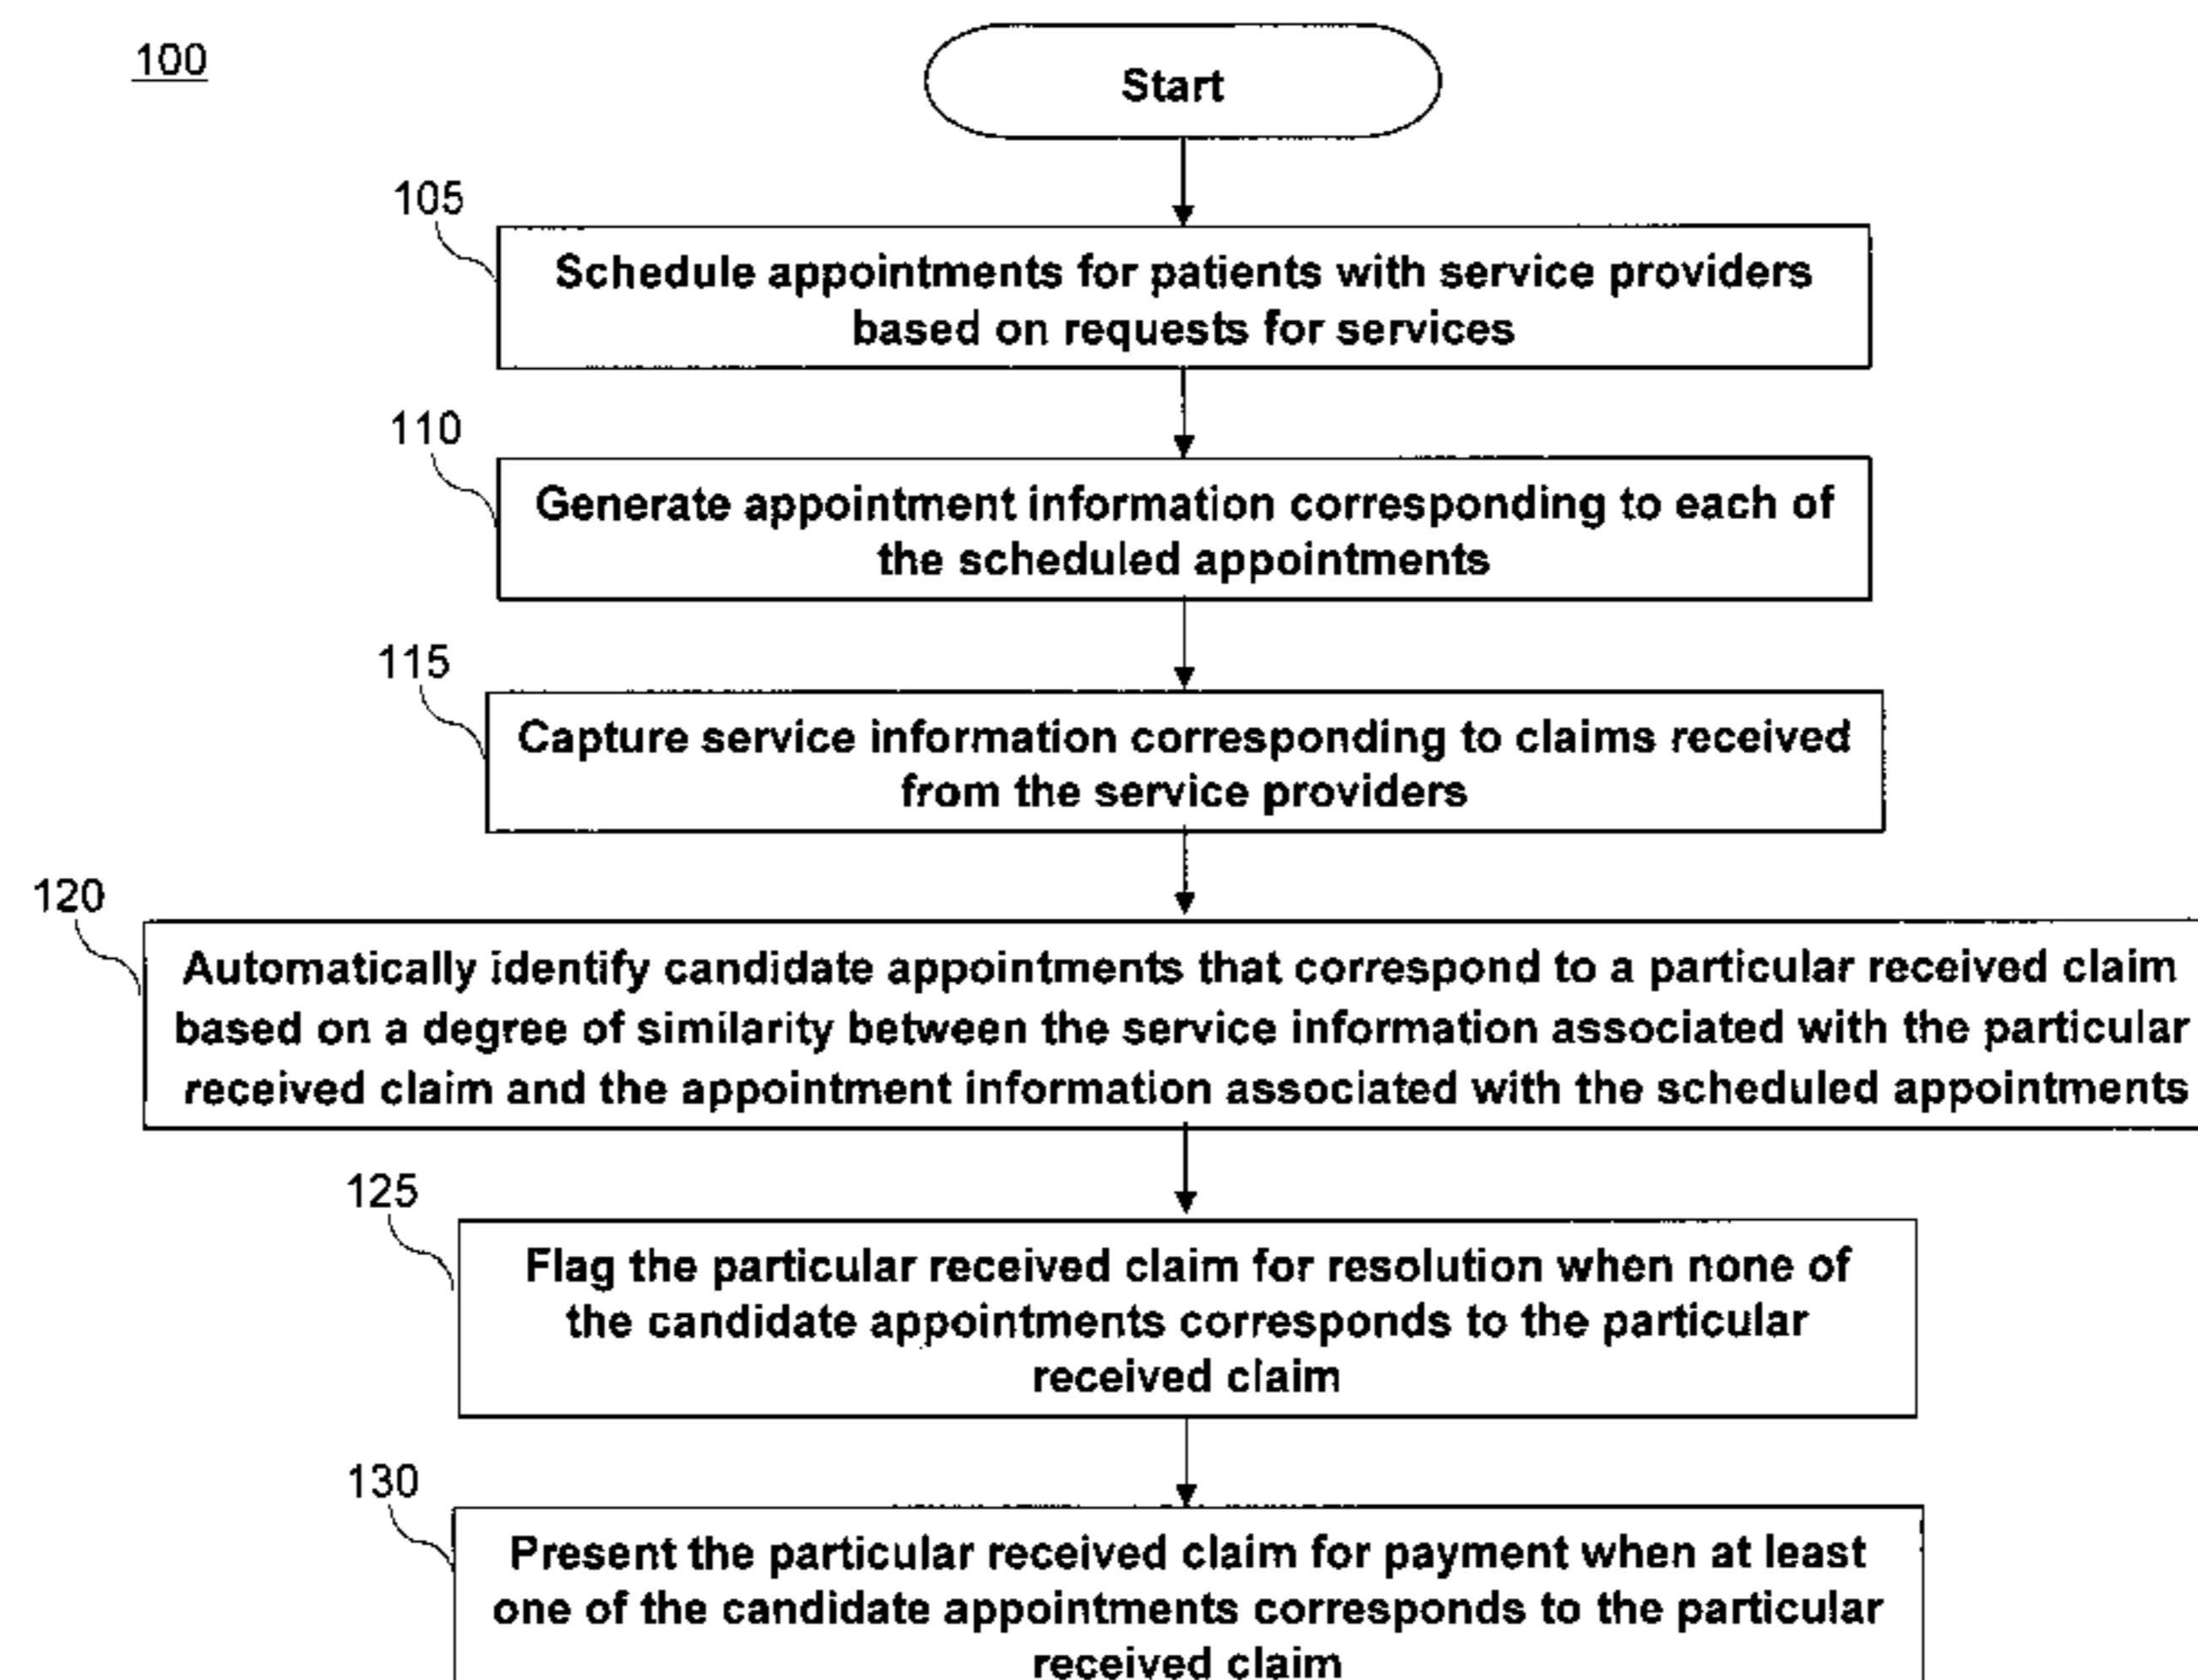 100
Start
105
Schedule appointments for patients with service providers
based on requests for services
110
Generate appointment information corresponding to each of
the scheduled appointments
115
Capture service information corresponding to claims received
from the service providers
120
Automatically identify candidate appointments that correspond to a particular received claim
based on a degree of similarity between the service information associated with the particular
received claim and the appointment information associated with the scheduled appointments
125
Flag the particular received claim for resolution when none of
the candidate appointments corresponds to the particular
received claim
130
Present the particular received claim for payment when at least
one of the candidate appointments corresponds to the particular
received claim